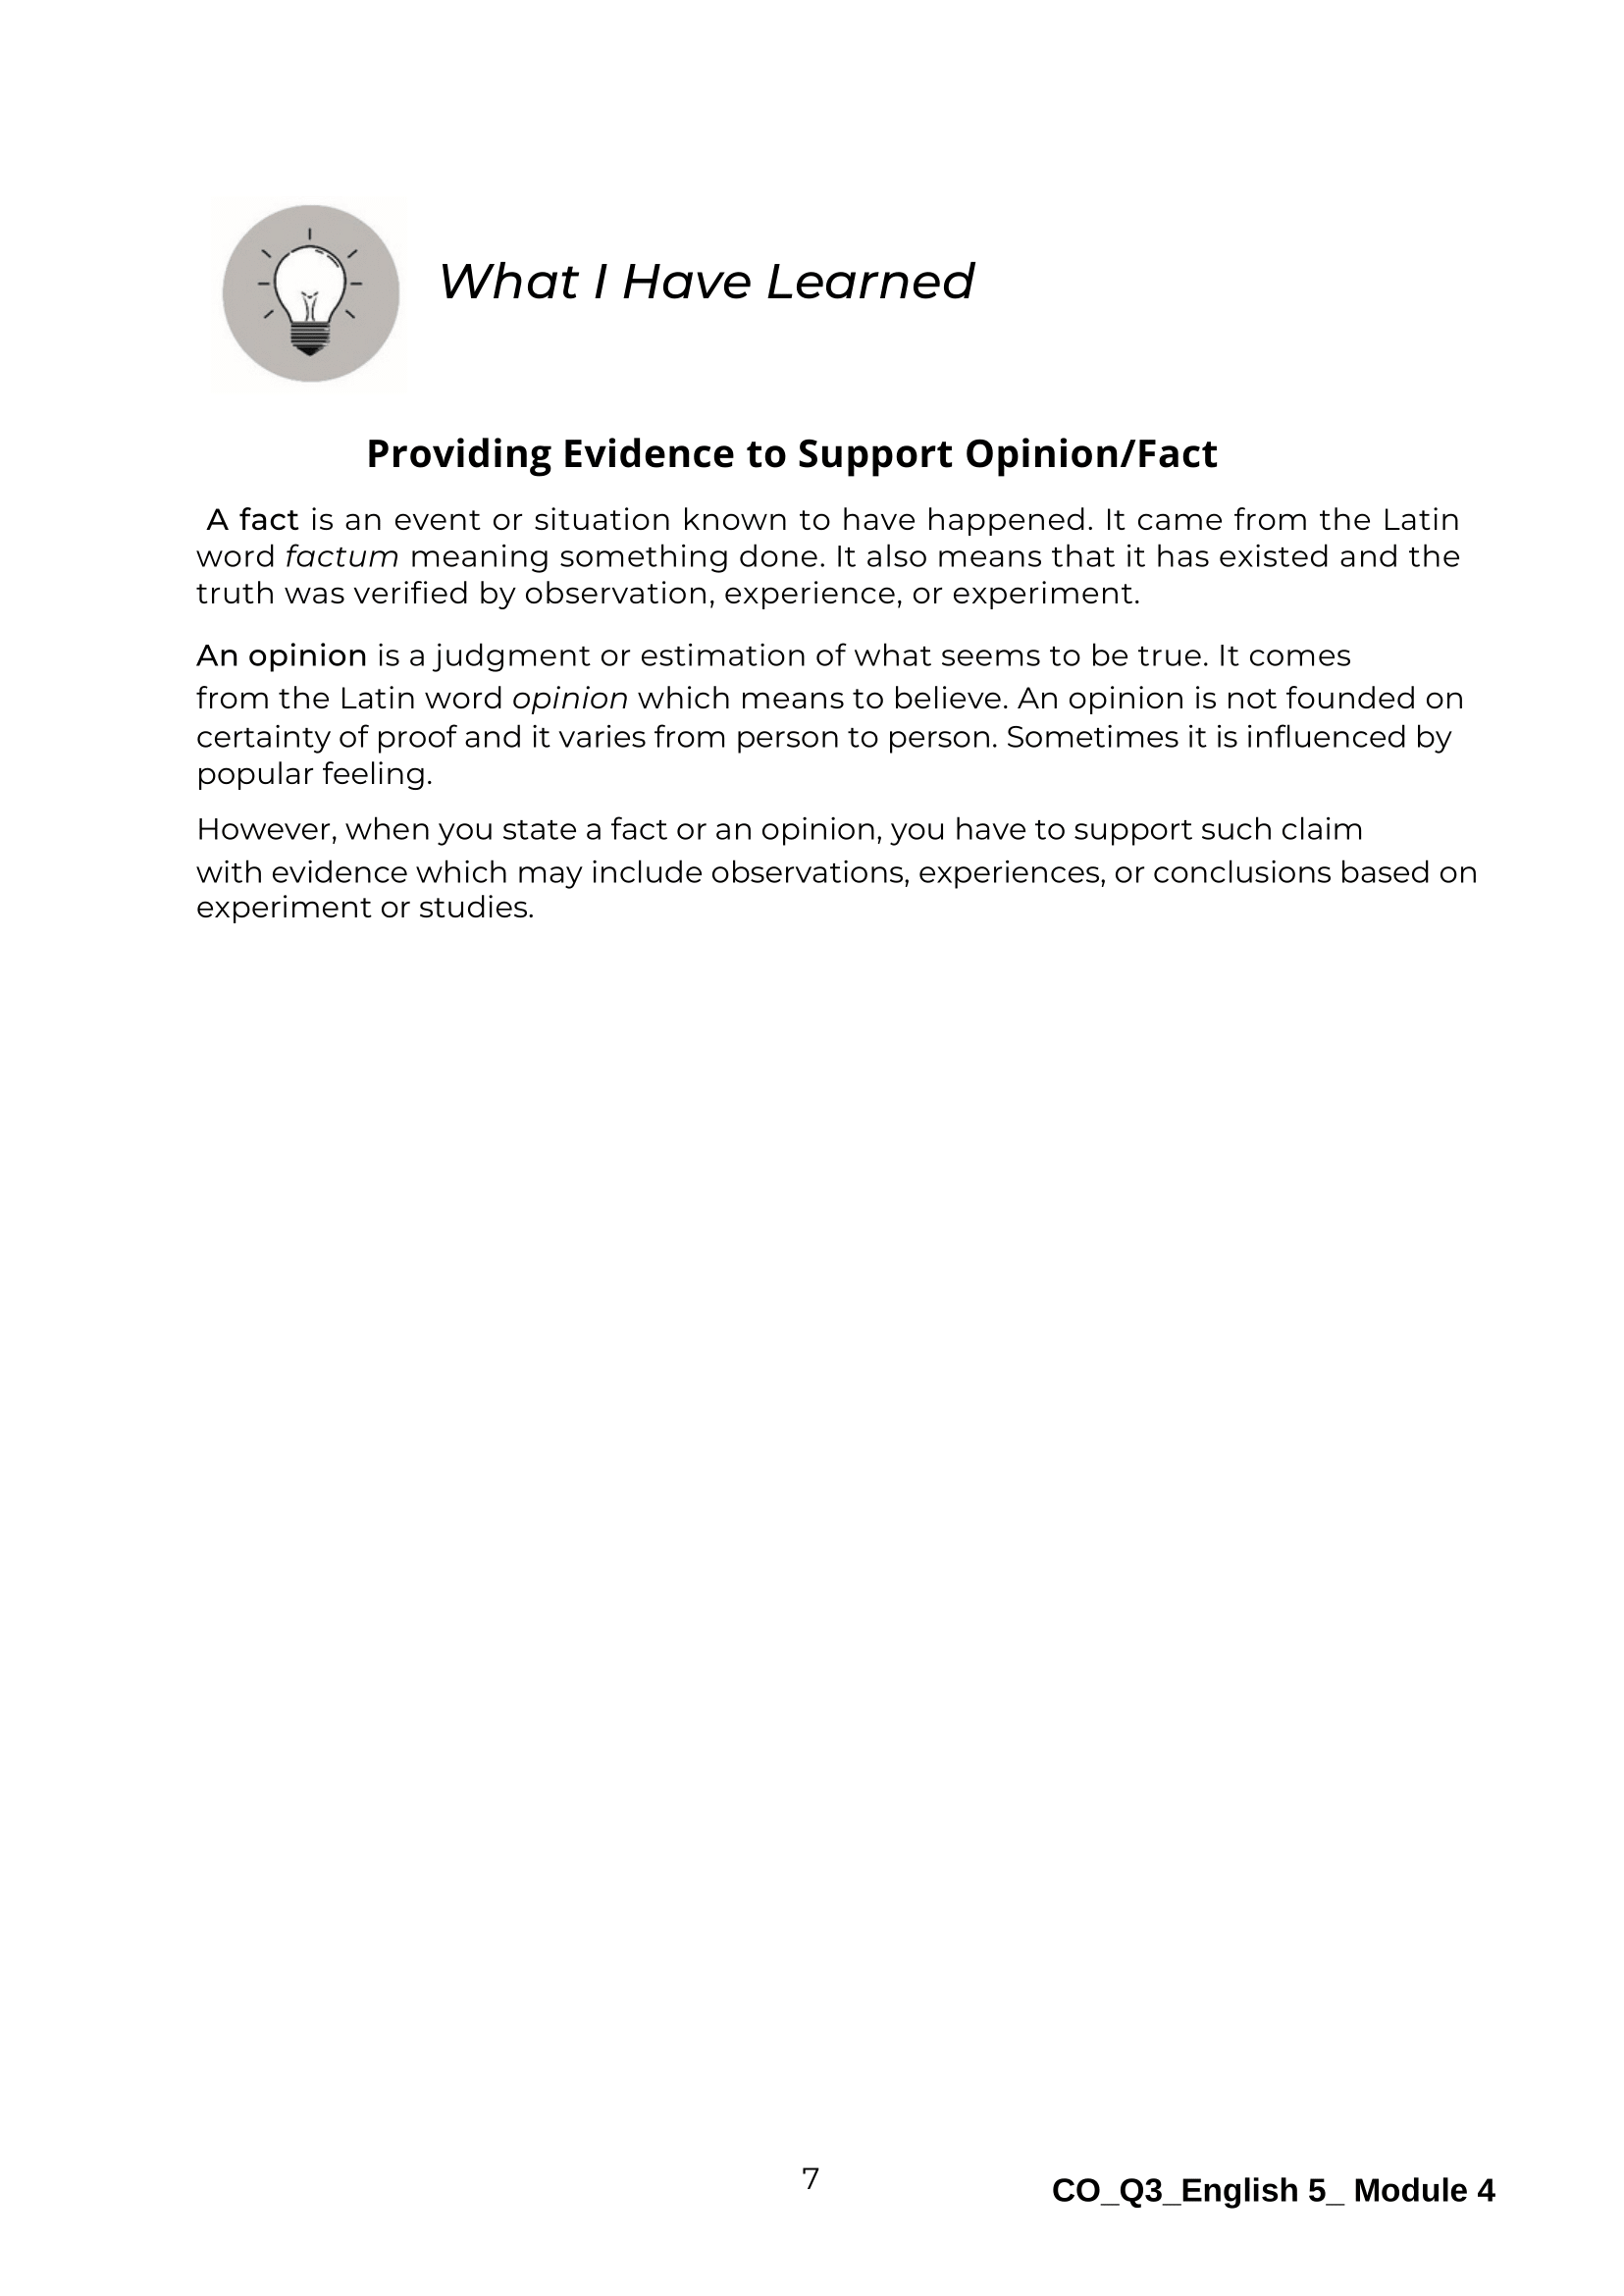 What I Have Learned
Providing Evidence to Support Opinion/Fact
A fact is an event or situation known to have happened. It came from the Latin
word factum meaning something done. It also means that it has existed and the
truth was verified by observation, experience, or experiment.
An opinion is a judgment or estimation of what seems to be true. It comes
from the Latin word opinion which means to believe. An opinion is not founded on
certainty of proof and it varies from person to person. Sometimes it is influenced by
popular feeling.
However, when you state a fact or an opinion, you have to support such claim
with evidence which may include observations, experiences, or conclusions based on
experiment or studies.
7
CO_Q3_English 5_ Module 4